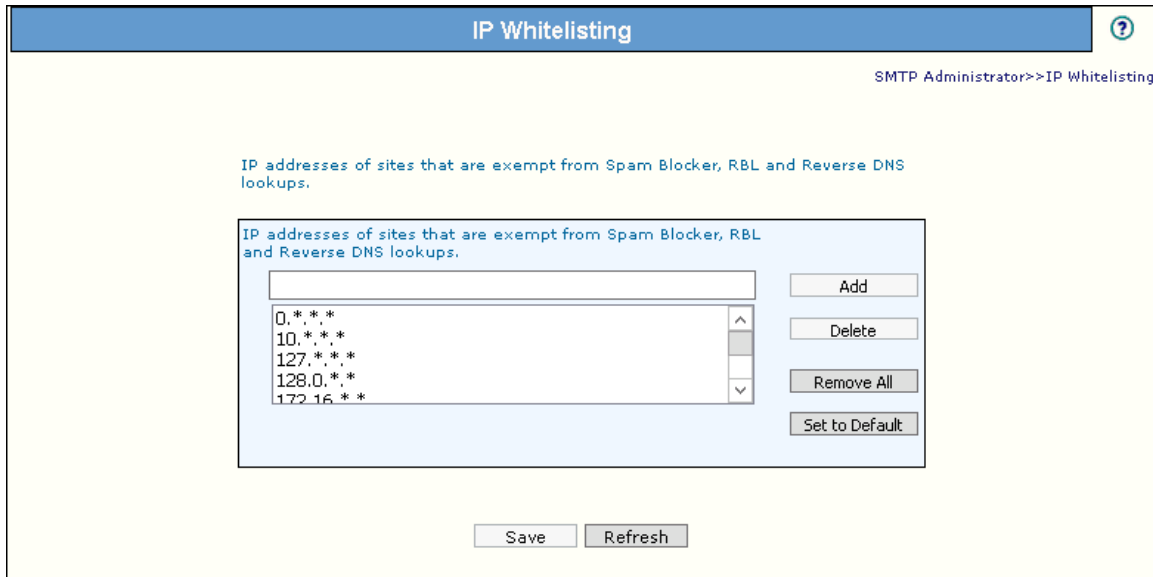 IP Whitelisting
?
SMTP Administrator>>IP Whitelisting
IP addresses of sites that are exempt from Spam Blocker, RBL and Reverse DNS
lookups.
IP addresses of sites that are exempt from Spam Blocker, RBL
and Reverse DNS lookups.
Add
0.*.*.*
10.*.*.*
127.*.*.*
128.0.*.*
172.16.*.*
Delete
Remove All
Set to Default
Save Refresh